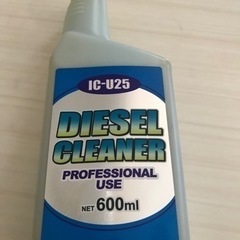 IC-U25
DIESEL
CLEANER
PROFESSIONAL
USE
NET 600ml